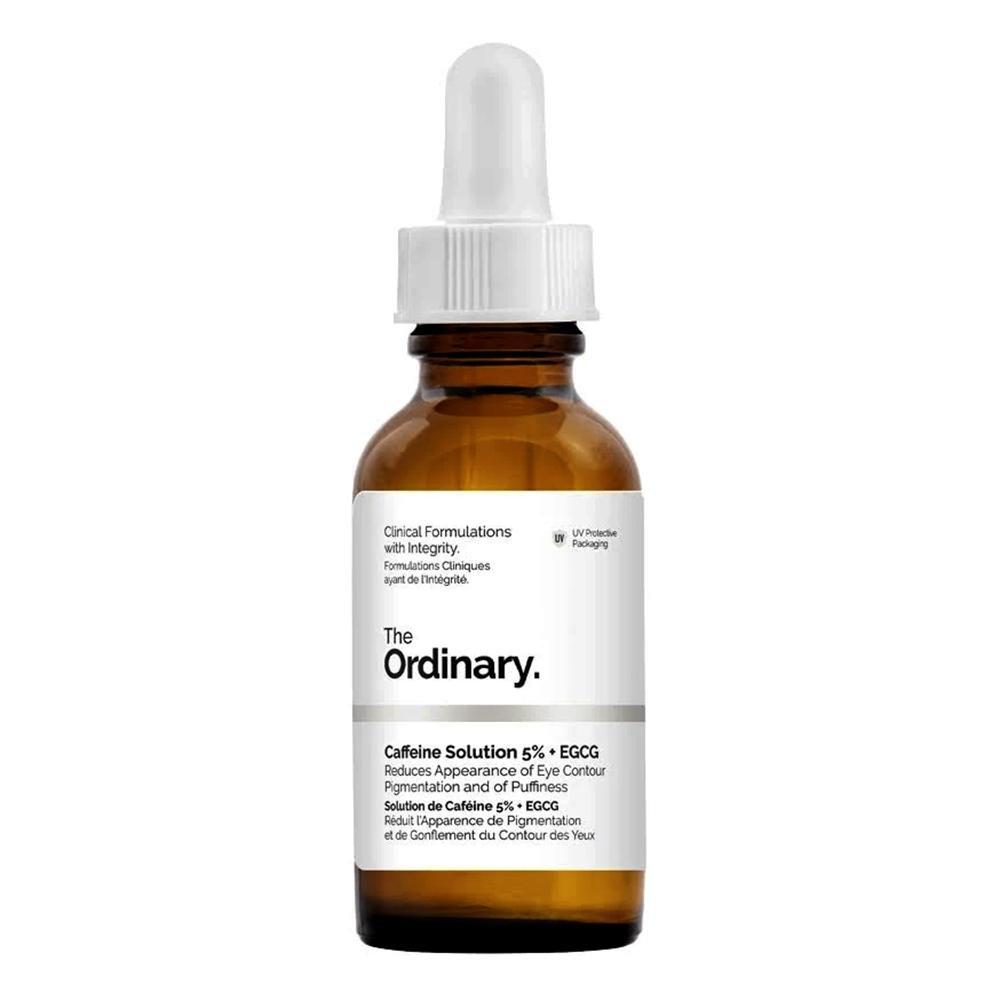 Clinical Formulations
with Integrity.
Formulations Cliniques
ayant de l'Intégrité.
UV
UV Protective
Packaging
The
Ordinary.
Caffeine Solution 5% + EGCG
Reduces Appearance of Eye Contour
Pigmentation and of Puffiness
Solution de Caféine 5% + EGCG
Réduit l'Apparence de Pigmentation
et de Gonflement du Contour des Yeux